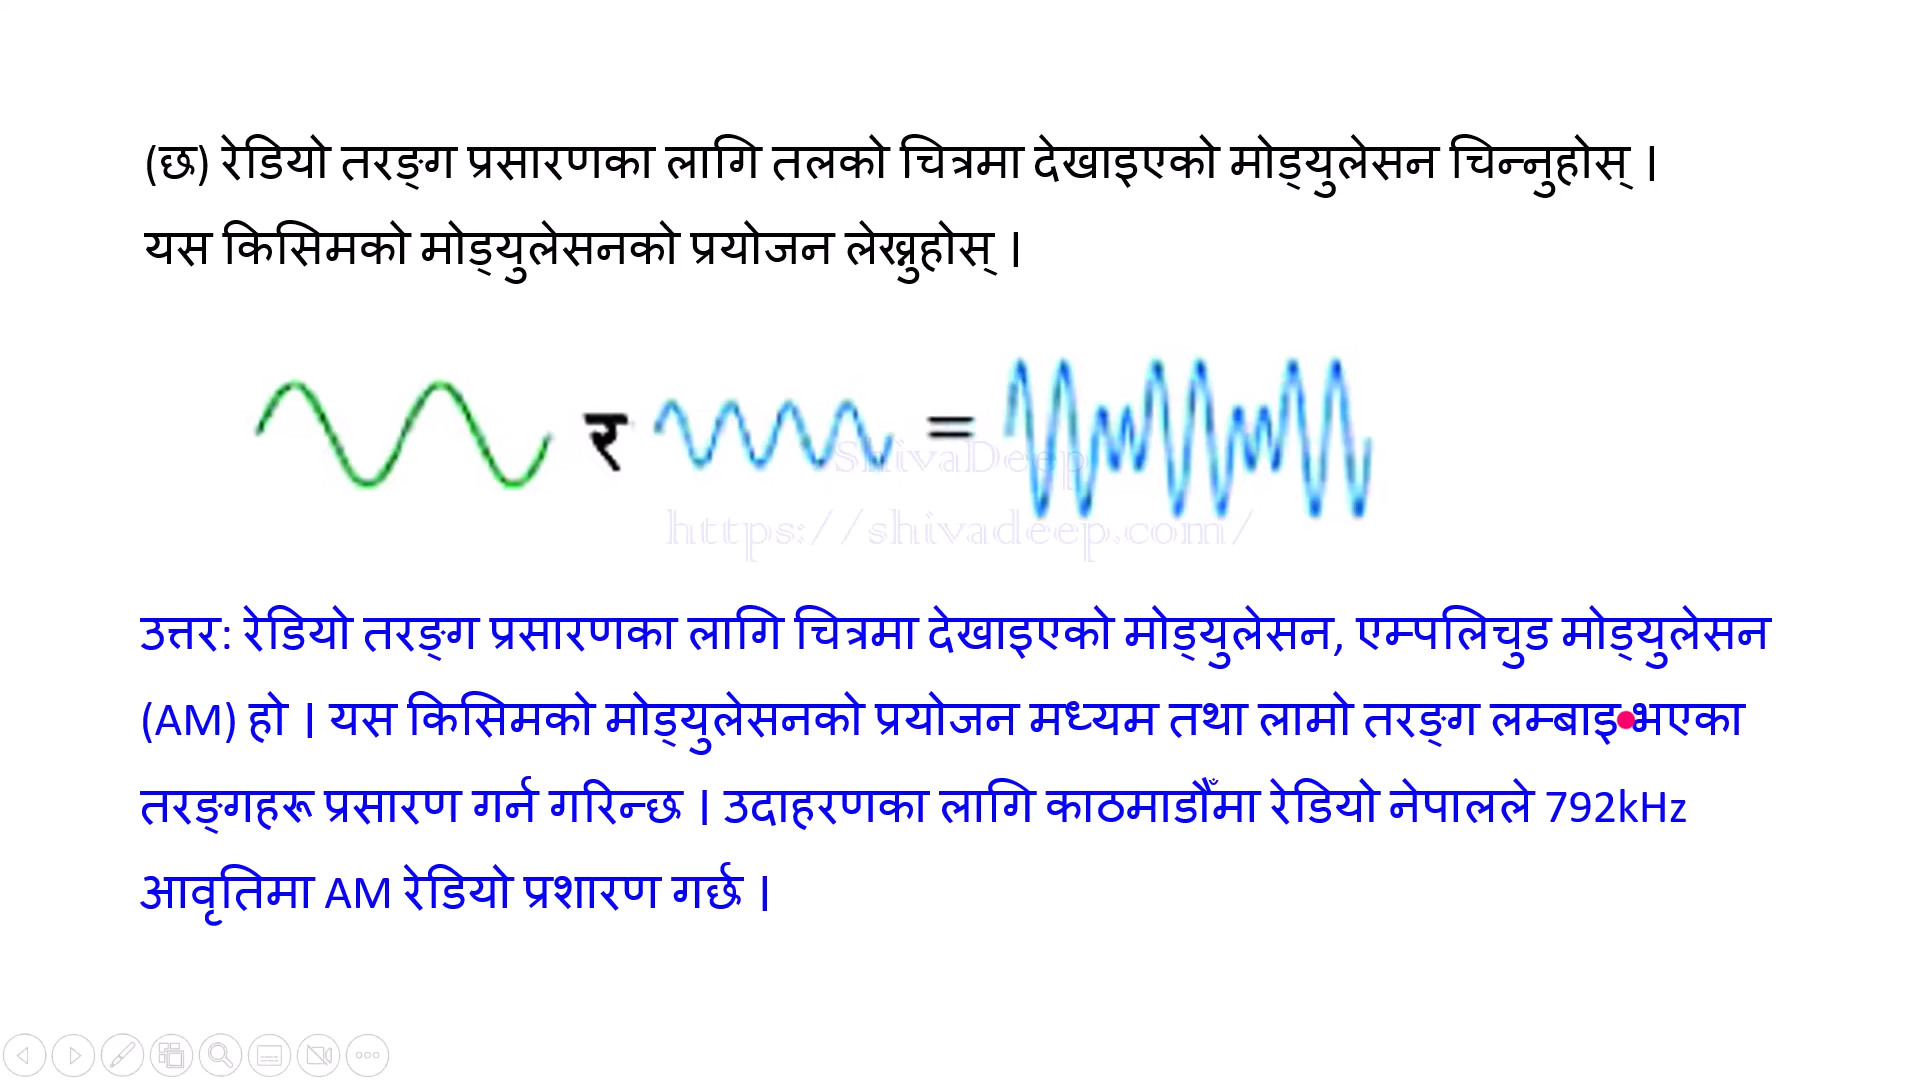 (छ) रेडियो तरङ्ग प्रसारणका लागि तलको चित्रमा देखाइएको मोड्युलेसन चिन्नुहोस् ।
यस किसिमको मोड्युलेसनको प्रयोजन लेख्नुहोस् ।
र =
ShivaDeep
https://shivadeep.com/
उत्तर: रेडियो तरङ्ग प्रसारणका लागि चित्रमा देखाइएको मोड्युलेसन, एम्पलिचुड मोड्युलेसन
(AM) हो । यस किसिमको मोड्युलेसनको प्रयोजन मध्यम तथा लामो तरङ्ग लम्बाइ भएका
तरङ्गहरू प्रसारण गर्न गरिन्छ । उदाहरणका लागि काठमाडौँमा रेडियो नेपालले 792kHz
आवृतिमा AM रेडियो प्रशारण गर्छ ।